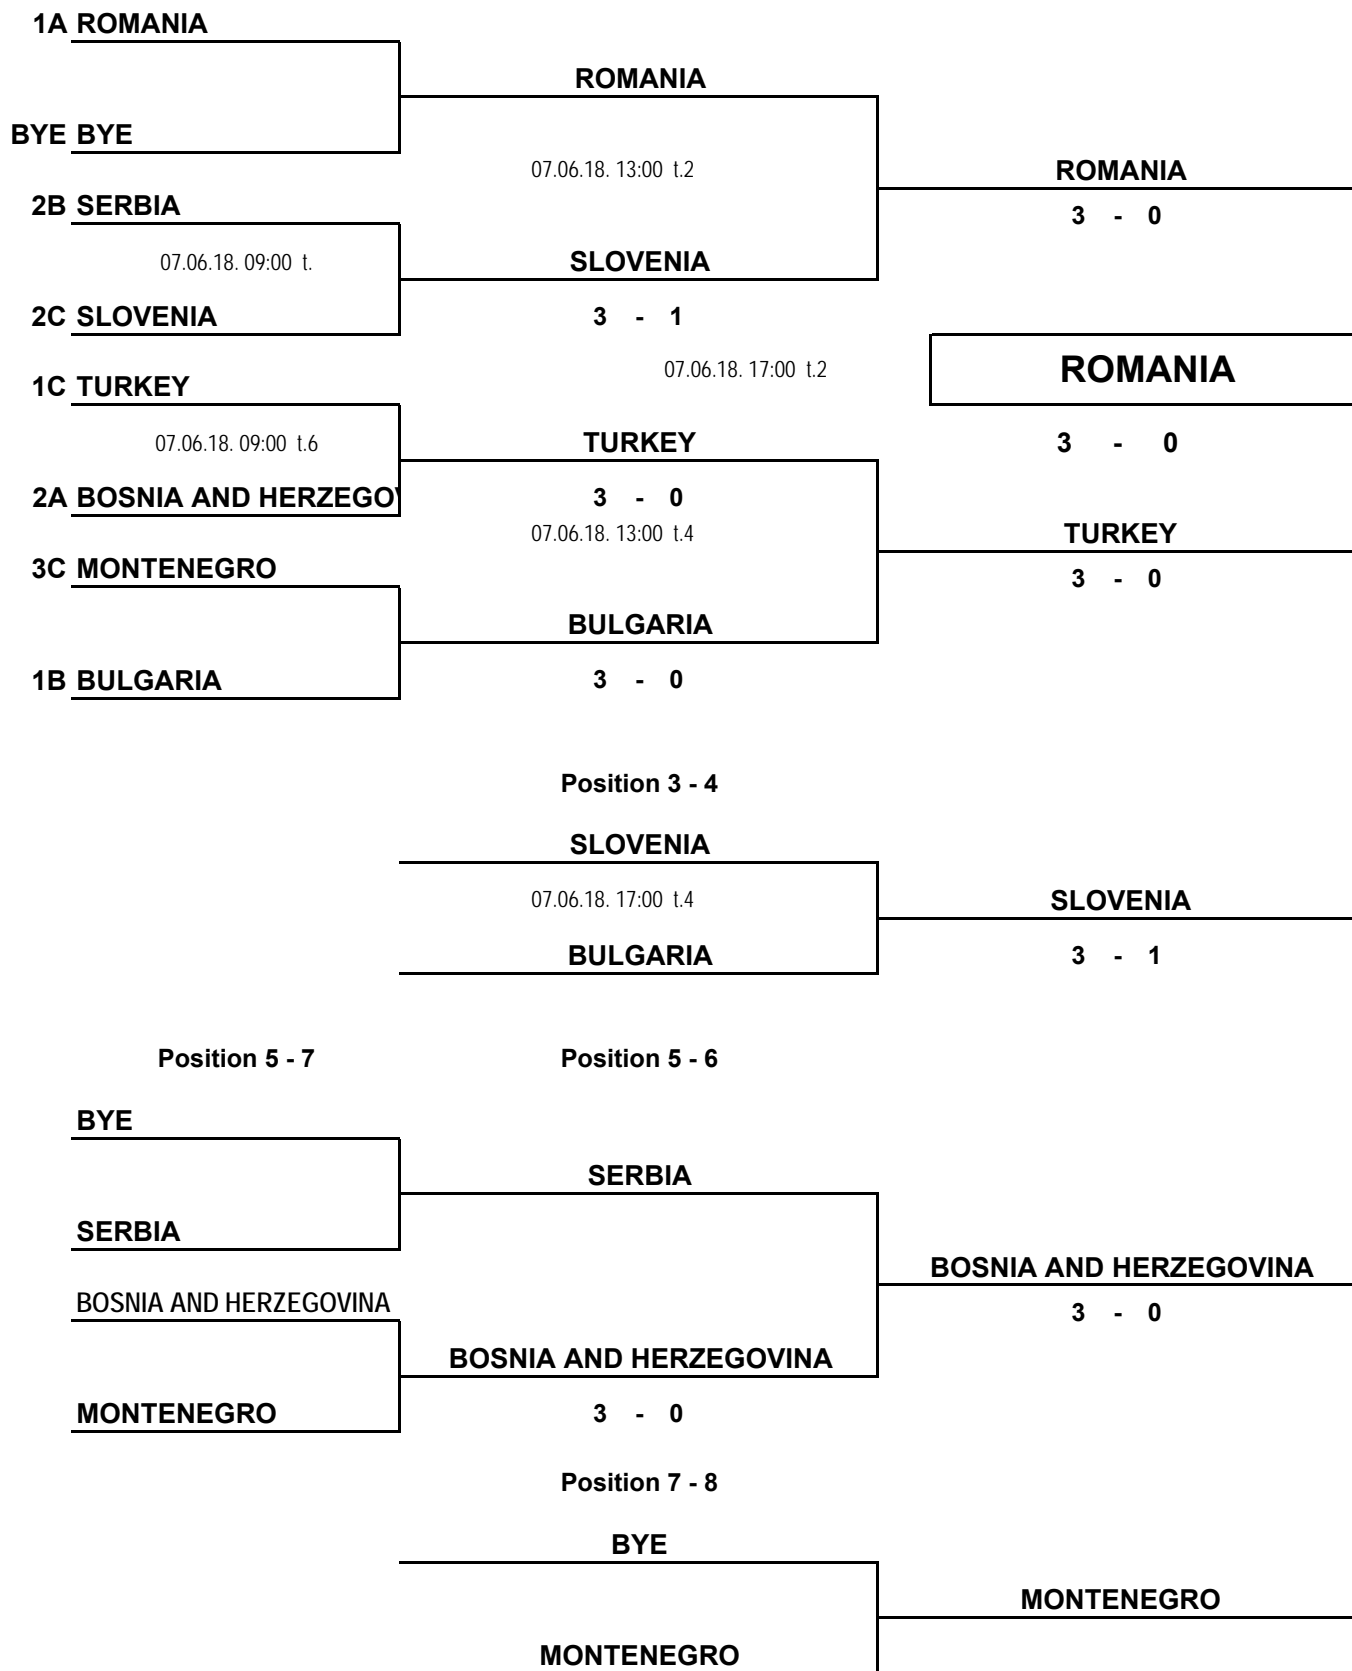 1A ROMANIA
ROMANIA
BYE BYE
07.06.18. 13:00 t.2
ROMANIA
2B SERBIA
3 - 0
07.06.18. 09:00 t.
SLOVENIA
2C SLOVENIA
3 - 1
07.06.18. 17:00 t.2
ROMANIA
1C TURKEY
07.06.18. 09:00 t.6
TURKEY
3 - 0
2A BOSNIA AND HERZEGOV
3 - 0
07.06.18. 13:00 t.4
TURKEY
3C MONTENEGRO
3 - 0
BULGARIA
1B BULGARIA
3 - 0
Position 3 - 4
SLOVENIA
07.06.18. 17:00 t.4
SLOVENIA
BULGARIA
3 - 1
Position 5 - 7
Position 5 - 6
BYE
SERBIA
SERBIA
BOSNIA AND HERZEGOVINA
BOSNIA AND HERZEGOVINA
3 - 0
BOSNIA AND HERZEGOVINA
MONTENEGRO
3 - 0
Position 7 - 8
BYE
MONTENEGRO
MONTENEGRO